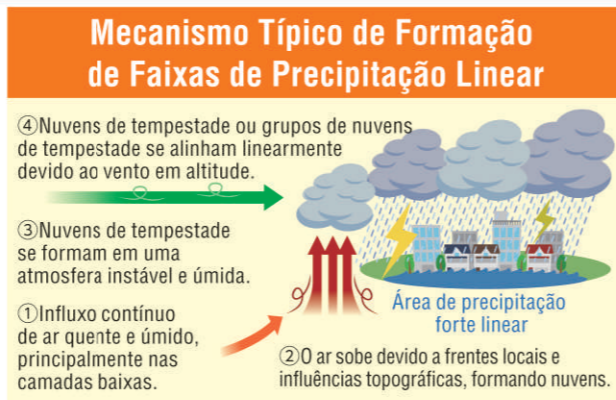 Mecanismo Típico de Formação
de Faixas de Precipitação Linear
④Nuvens de tempestade ou grupos de nuvens
de tempestade se alinham linearmente
devido ao vento em altitude.
③Nuvens de tempestade
se formam em uma
atmosfera instável e úmida.
①Influxo contínuo
de ar quente e úmido,
principalmente nas
camadas baixas.
Área de precipitação
forte linear
②O ar sobe devido a frentes locais e
influências topográficas, formando nuvens.